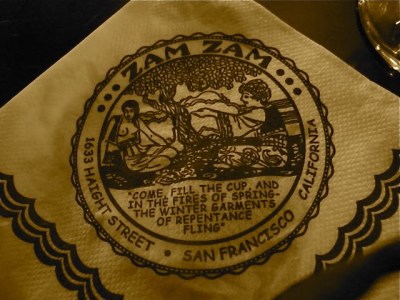 ZAM ZAM
"COME, FILL THE CUP, AND
IN THE FIRES OF SPRING-
THE WINTER GARMENTS
OF REPENTANCE
FLING"
1633 HAIGHT STREET • SAN FRANCISCO CALIFORNIA